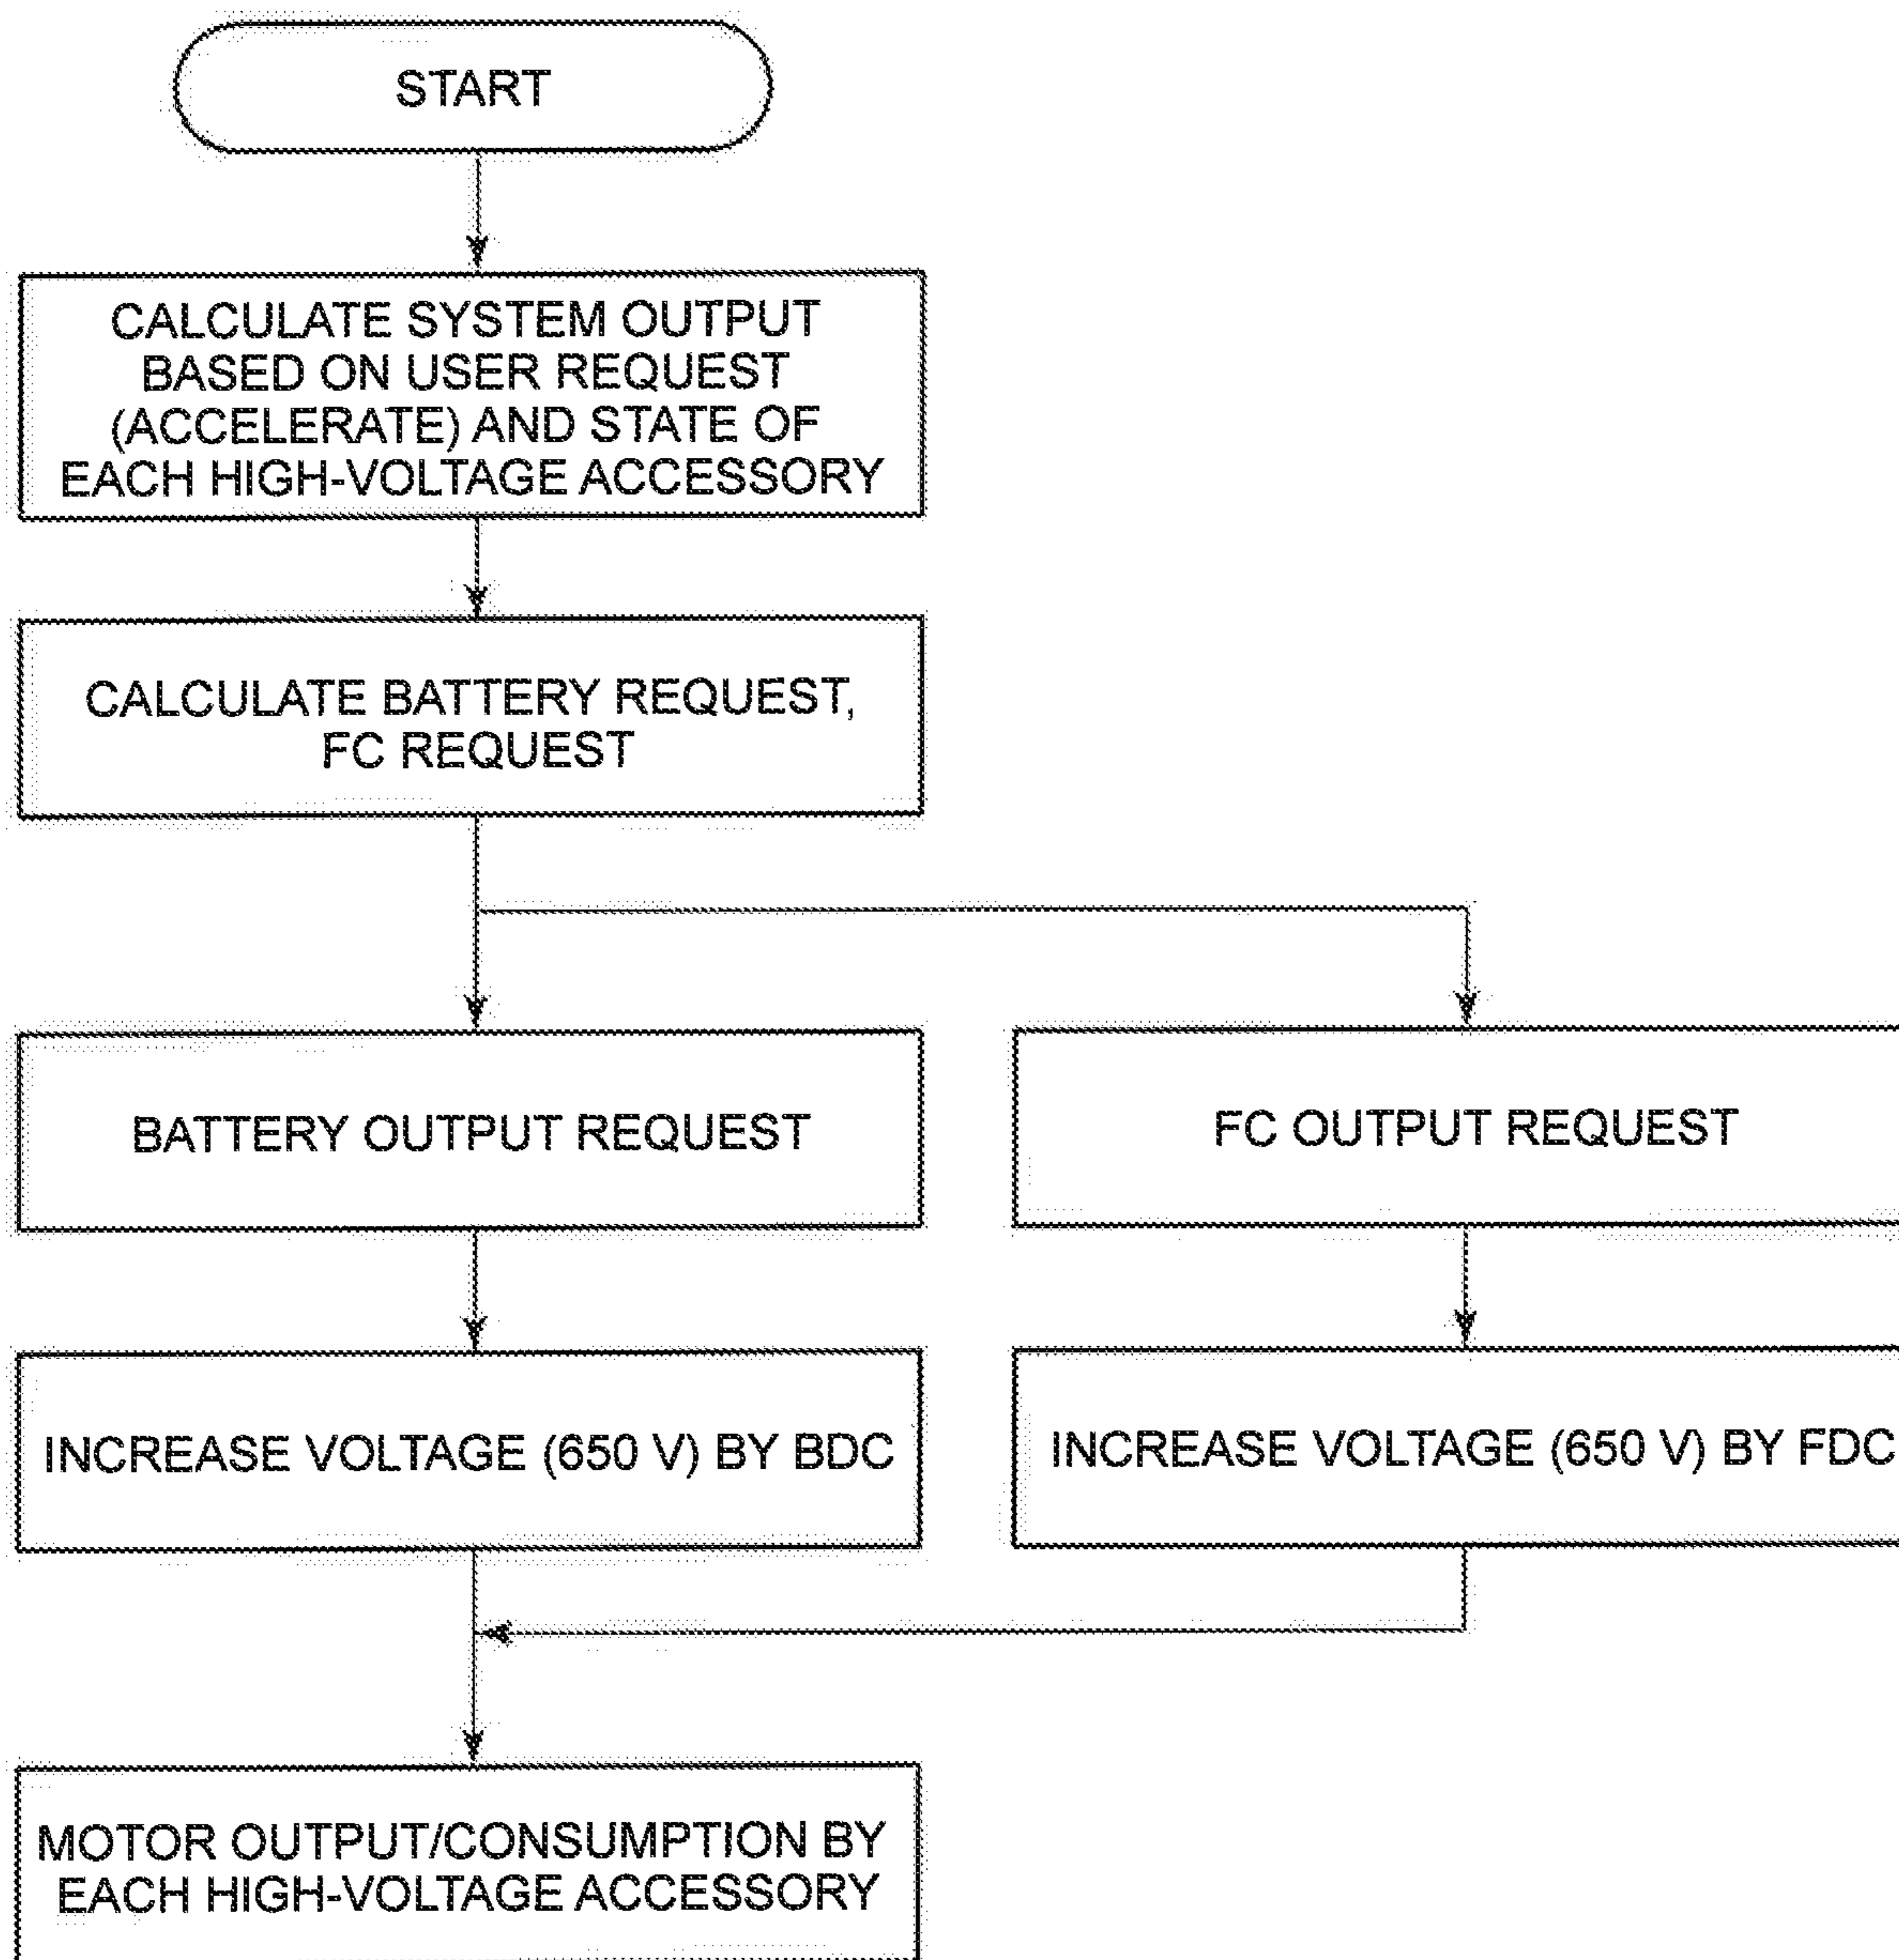 START
CALCULATE SYSTEM OUTPUT
BASED ON USER REQUEST
(ACCELERATE) AND STATE OF
EACH HIGH-VOLTAGE ACCESSORY
CALCULATE BATTERY REQUEST,
FC REQUEST
BATTERY OUTPUT REQUEST
FC OUTPUT REQUEST
INCREASE VOLTAGE (650 V) BY BDC
INCREASE VOLTAGE (650 V) BY FDC
MOTOR OUTPUT/CONSUMPTION BY
EACH HIGH-VOLTAGE ACCESSORY